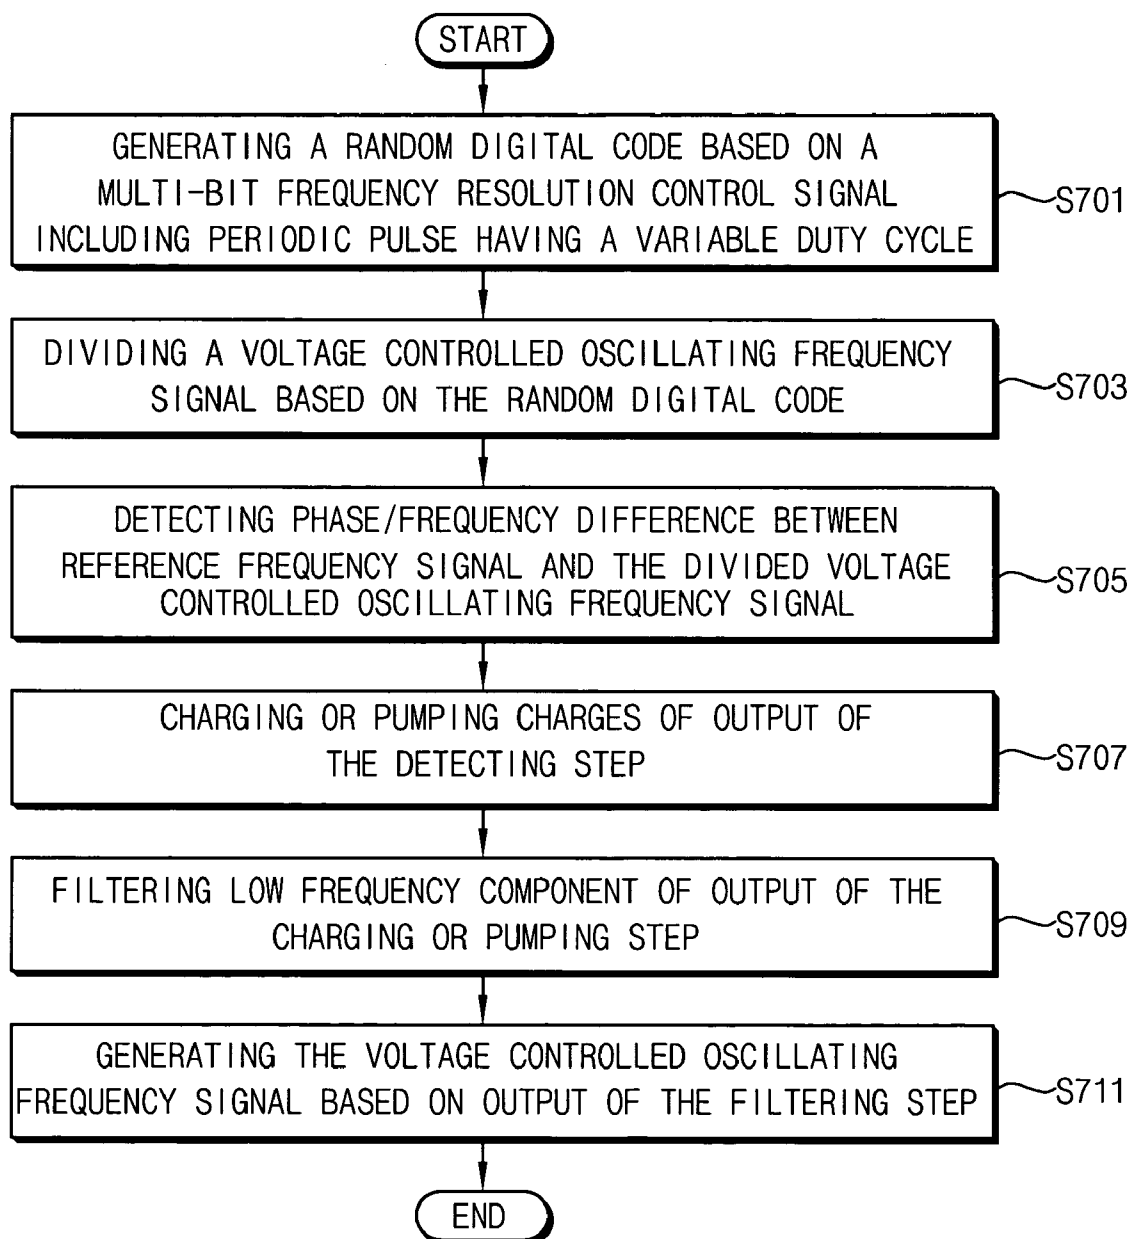 START
GENERATING A RANDOM DIGITAL CODE BASED ON A
MULTI-BIT FREQUENCY RESOLUTION CONTROL SIGNAL
INCLUDING PERIODIC PULSE HAVING A VARIABLE DUTY CYCLE
S701
DIVIDING A VOLTAGE CONTROLLED OSCILLATING FREQUENCY
SIGNAL BASED ON THE RANDOM DIGITAL CODE
S703
DETECTING PHASE/FREQUENCY DIFFERENCE BETWEEN
REFERENCE FREQUENCY SIGNAL AND THE DIVIDED VOLTAGE
CONTROLLED OSCILLATING FREQUENCY SIGNAL
S705
CHARGING OR PUMPING CHARGES OF OUTPUT OF
THE DETECTING STEP
S707
FILTERING LOW FREQUENCY COMPONENT OF OUTPUT OF THE
CHARGING OR PUMPING STEP
S709
GENERATING THE VOLTAGE CONTROLLED OSCILLATING
FREQUENCY SIGNAL BASED ON OUTPUT OF THE FILTERING STEP
S711
END